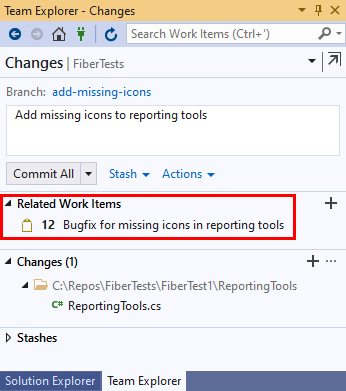 Team Explorer - Changes
Search Work Items (Ctrl+')
Changes | FiberTests
Branch: add-missing-icons
Add missing icons to reporting tools
Commit All Stash Actions
Related Work Items
12 Bugfix for missing icons in reporting tools
Changes (1)
C:\Repos\FiberTests\FiberTest1\ReportingTools
C# ReportingTools.cs
Stashes
Solution Explorer Team Explorer